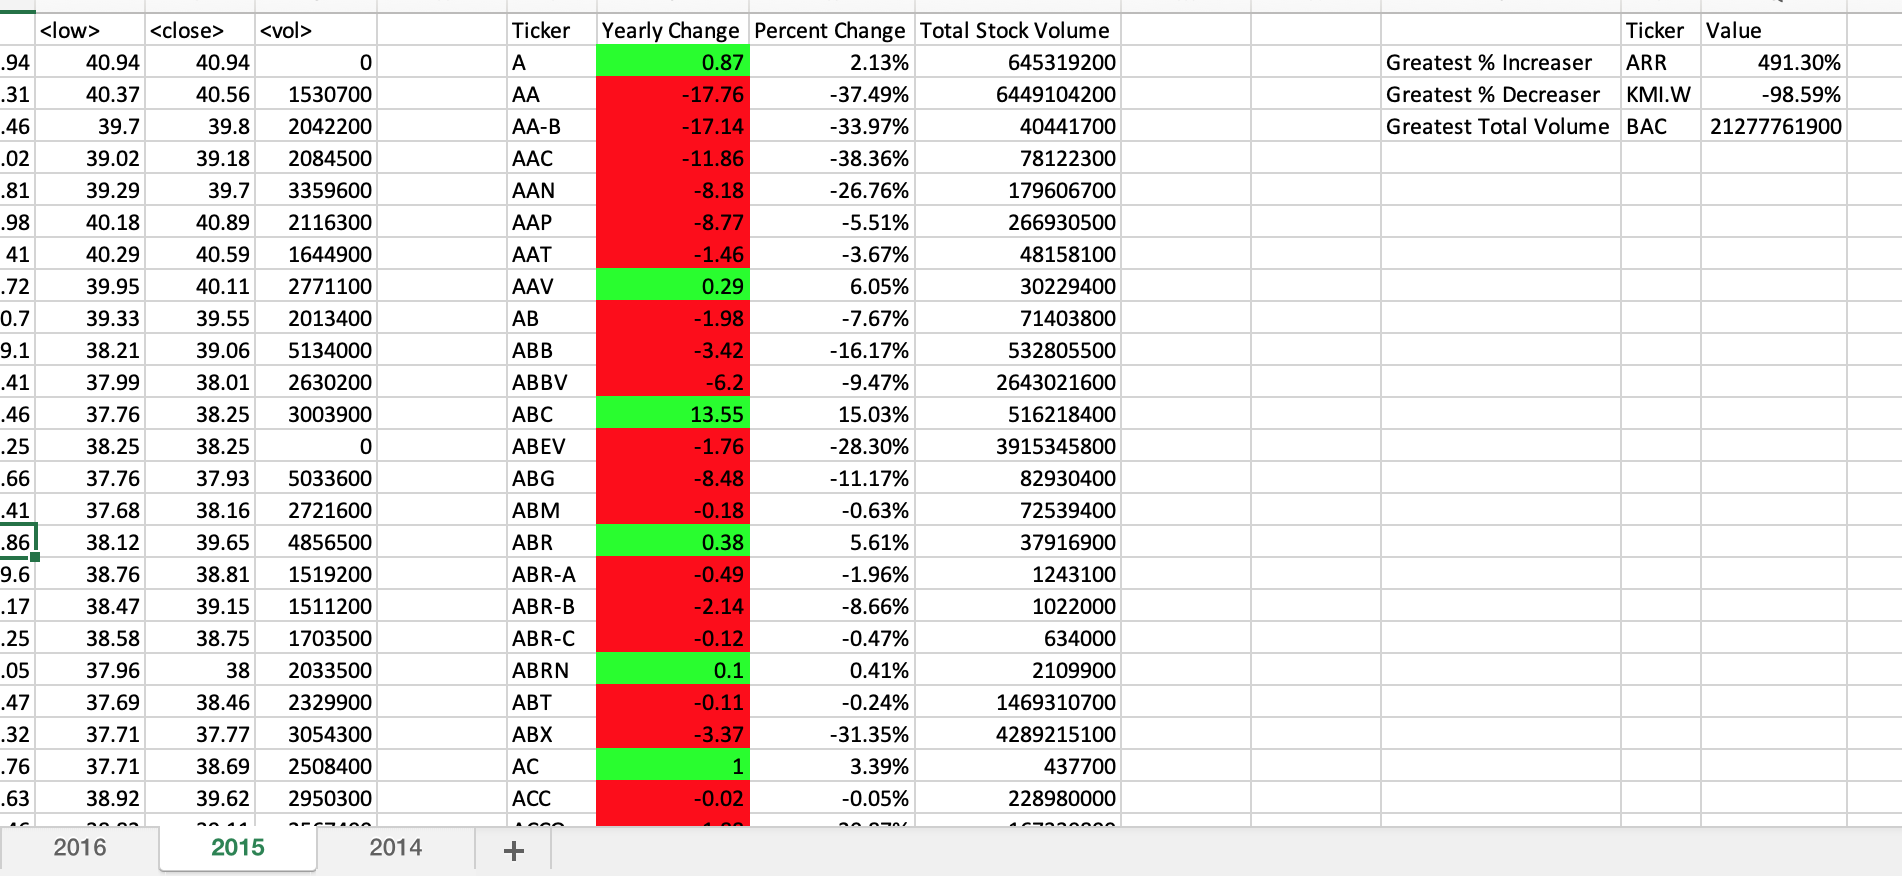 <low> <close> <vol> Ticker Yearly Change Percent Change Total Stock Volume Ticker Value
.94 40.94 40.94 0 A 0.87 2.13% 645319200 Greatest % Increaser ARR 491.30%
.31 40.37 40.56 1530700 AA -17.76 -37.49% 6449104200 Greatest % Decreaser KMI.W -98.59%
.46 39.7 39.8 2042200 AA-B -17.14 -33.97% 40441700 Greatest Total Volume BAC 21277761900
.02 39.02 39.18 2084500 AAC -11.86 -38.36% 78122300
.81 39.29 39.7 3359600 AAN -8.18 -26.76% 179606700
.98 40.18 40.89 2116300 AAP -8.77 -5.51% 266930500
41 40.29 40.59 1644900 AAT -1.46 -3.67% 48158100
.72 39.95 40.11 2771100 AAV 0.29 6.05% 30229400
0.7 39.33 39.55 2013400 AB -1.98 -7.67% 71403800
9.1 38.21 39.06 5134000 ABB -3.42 -16.17% 532805500
.41 37.99 38.01 2630200 ABBV -6.2 -9.47% 2643021600
.46 37.76 38.25 3003900 ABC 13.55 15.03% 516218400
.25 38.25 38.25 0 ABEV -1.76 -28.30% 3915345800
.66 37.76 37.93 5033600 ABG -8.48 -11.17% 82930400
.41 37.68 38.16 2721600 ABM -0.18 -0.63% 72539400
.86 38.12 39.65 4856500 ABR 0.38 5.61% 37916900
9.6 38.76 38.81 1519200 ABR-A -0.49 -1.96% 1243100
.17 38.47 39.15 1511200 ABR-B -2.14 -8.66% 1022000
.25 38.58 38.75 1703500 ABR-C -0.12 -0.47% 634000
.05 37.96 38 2033500 ABRN 0.1 0.41% 2109900
.47 37.69 38.46 2329900 ABT -0.11 -0.24% 1469310700
.32 37.71 37.77 3054300 ABX -3.37 -31.35% 4289215100
.76 37.71 38.69 2508400 AC 1 3.39% 437700
.63 38.92 39.62 2950300 ACC -0.02 -0.05% 228980000
2016 2015 2014 +